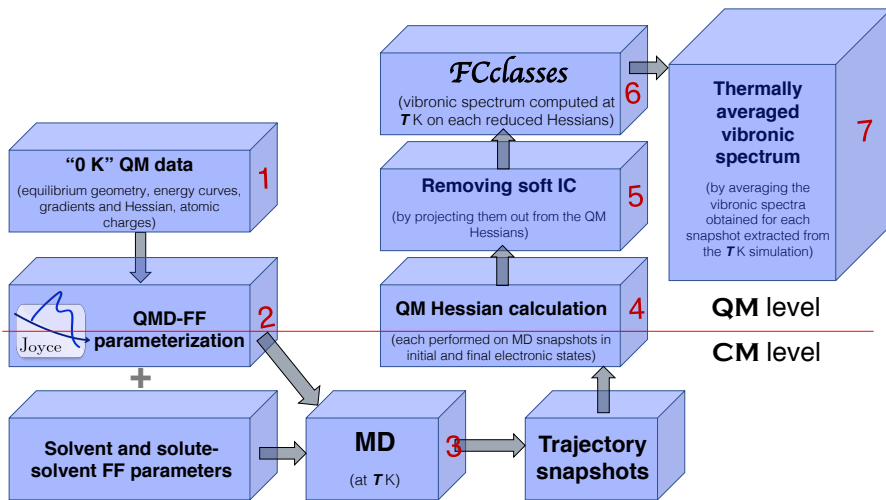 “0 K” QM data
(equilibrium geometry, energy curves,
gradients and Hessian, atomic
charges)
1
Joyce
QMD-FF
parameterization
2
+
Solvent and solute-
solvent FF parameters
MD
(at T K)
3
Trajectory
snapshots
QM Hessian calculation
(each performed on MD snapshots in
initial and final electronic states)
4
Removing soft IC
(by projecting them out from the QM
Hessians)
5
FCclasses
(vibronic spectrum computed at
T K on each reduced Hessians)
6
Thermally
averaged
vibronic
spectrum
(by averaging the
vibronic spectra
obtained for each
snapshot extracted from
the T K simulation)
7
QM level
CM level